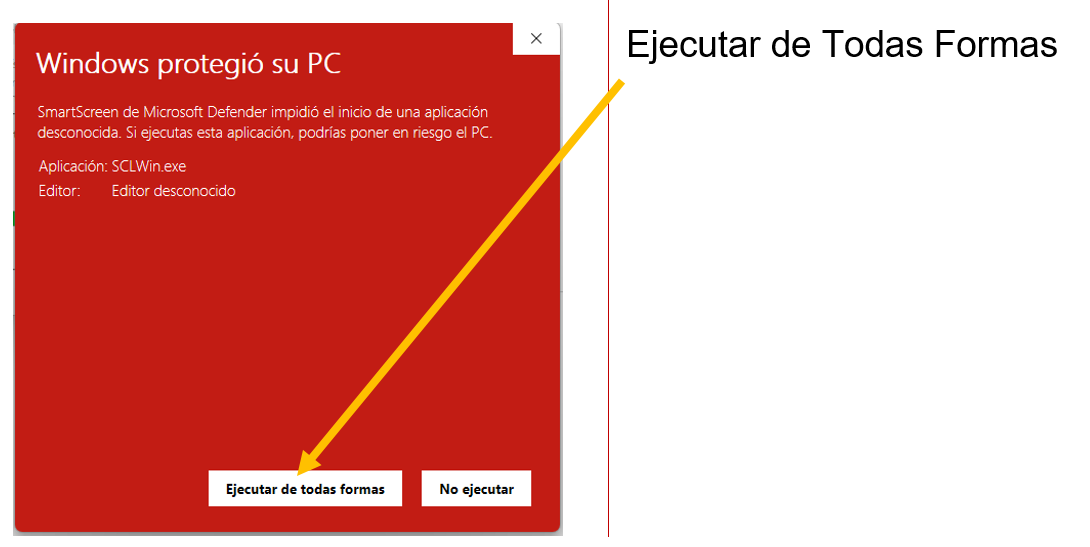 Windows protegió su PC
SmartScreen de Microsoft Defender impidió el inicio de una aplicación
desconocida. Si ejecutas esta aplicación, podrías poner en riesgo el PC.
Aplicación: SCLWin.exe
Editor: Editor desconocido
Ejecutar de todas formas
No ejecutar
Ejecutar de Todas Formas